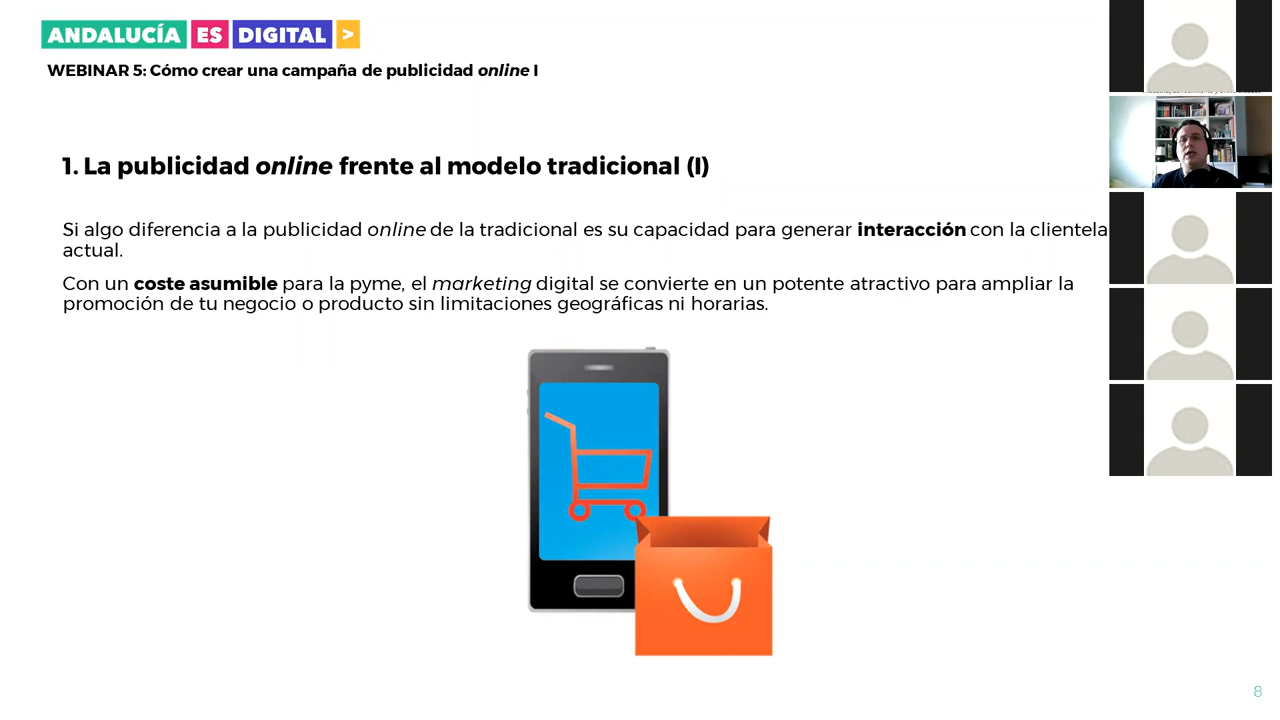 ANDALUCÍA ES DIGITAL >
WEBINAR 5: Cómo crear una campaña de publicidad online I
1. La publicidad online frente al modelo tradicional (I)
Si algo diferencia a la publicidad online de la tradicional es su capacidad para generar interacción con la clientela
actual.
Con un coste asumible para la pyme, el marketing digital se convierte en un potente atractivo para ampliar la
promoción de tu negocio o producto sin limitaciones geográficas ni horarias.
8